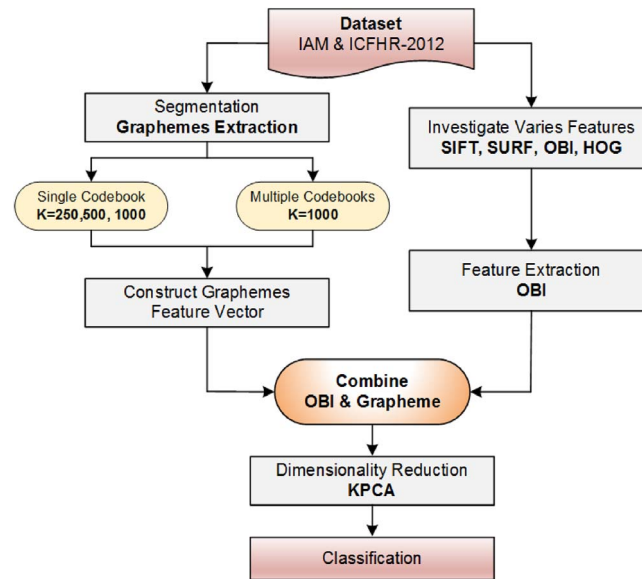 Dataset
IAM & ICFHR-2012
Segmentation
Graphemes Extraction
Investigate Varies Features
SIFT, SURF, OBI, HOG
Single Codebook
K=250,500, 1000
Multiple Codebooks
K=1000
Construct Graphemes
Feature Vector
Feature Extraction
OBI
Combine
OBI & Grapheme
Dimensionality Reduction
KPCA
Classification